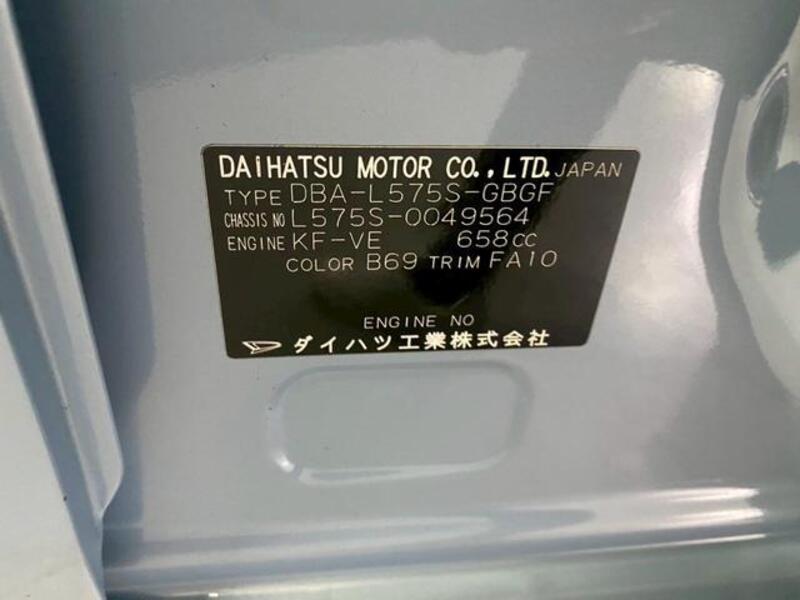 DAIHATSU MOTOR CO.,LTD. JAPAN
TYPE DBA-L575S-GBGF
CHASSIS NO L575S-0049564
ENGINE KF-VE 658CC
COLOR B69 TRIM FA10
ENGINE NO
ダイハツ工業株式会社